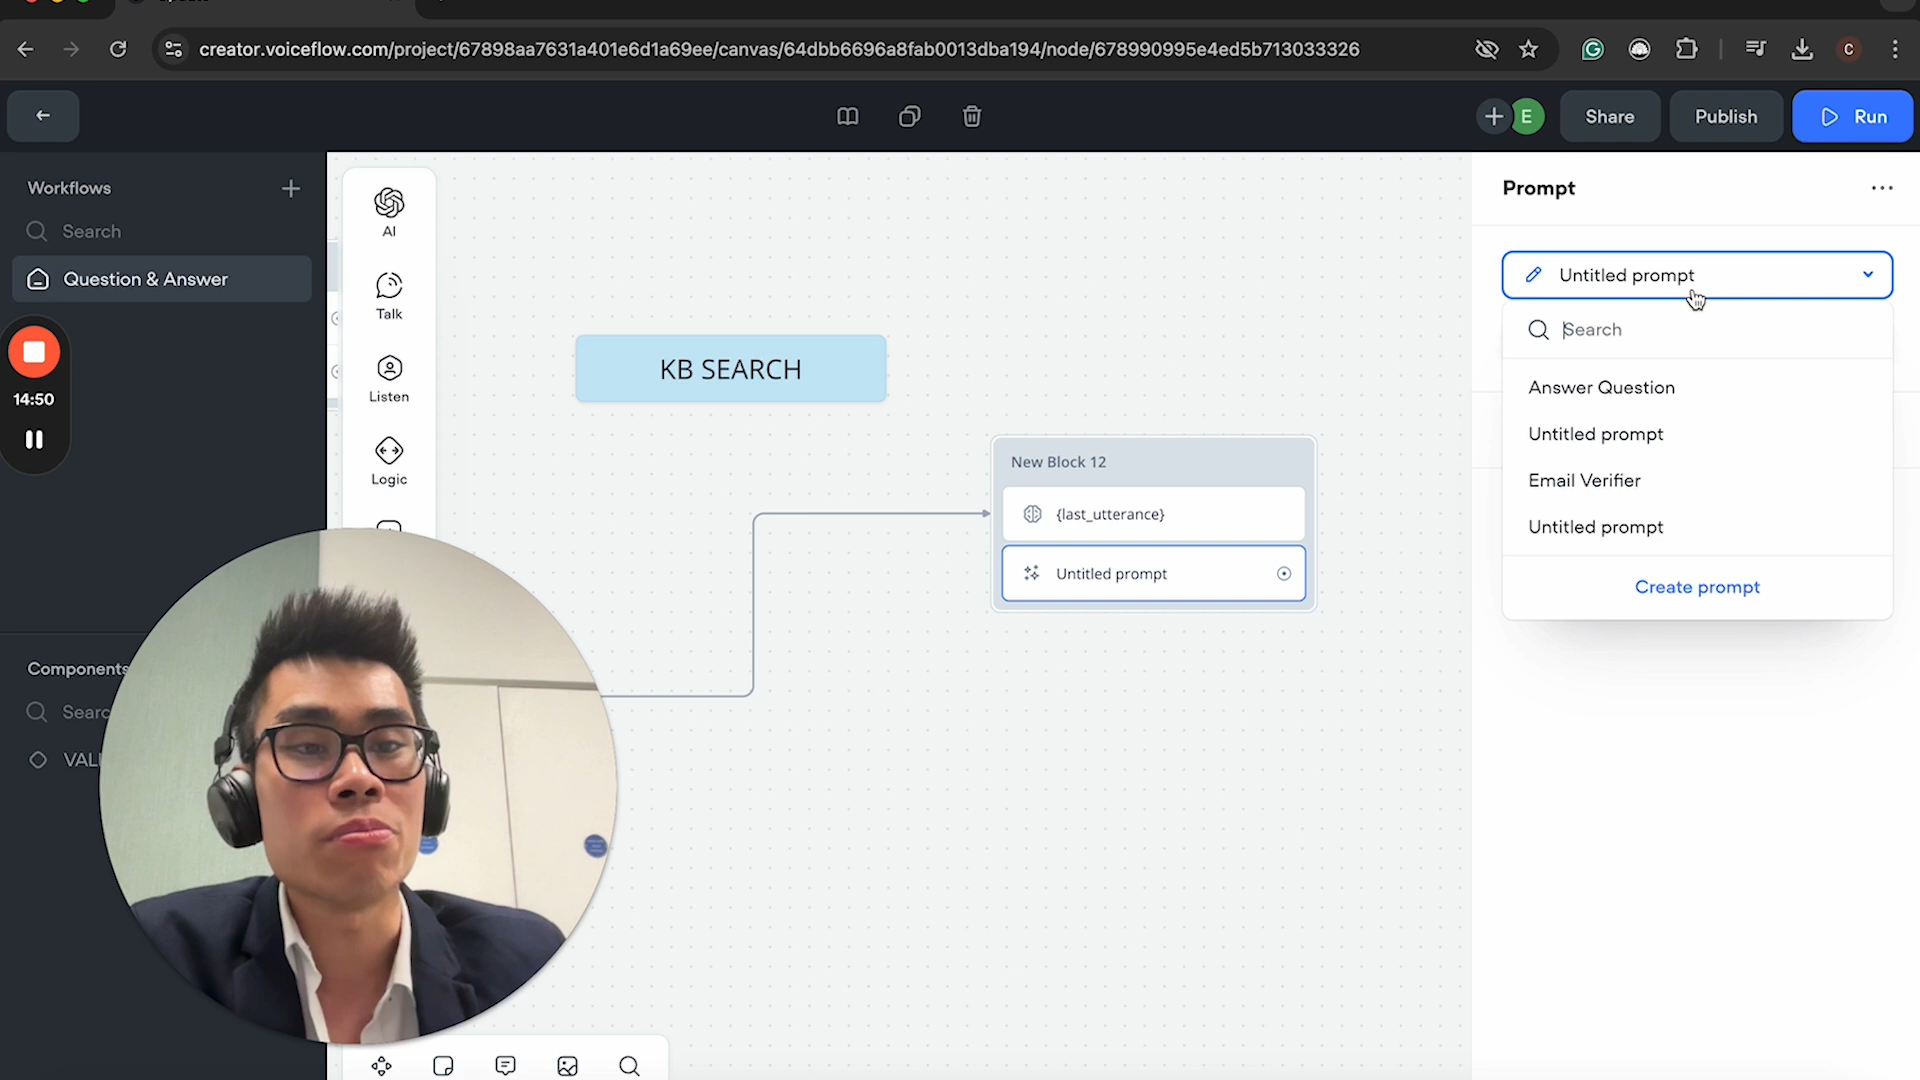 creator.voiceflow.com/project/67898aa7631a401e6d1a69ee/canvas/64dbb6696a8fab0013dba194/node/678990995e4ed5b713033326
C
E
Share
Publish
Run
Workflows
Search
Question & Answer
14:50
Components
Searc
VALI
AI
Talk
Listen
Logic
KB SEARCH
New Block 12
{last_utterance}
Untitled prompt
Prompt
Untitled prompt
Search
Answer Question
Untitled prompt
Email Verifier
Untitled prompt
Create prompt